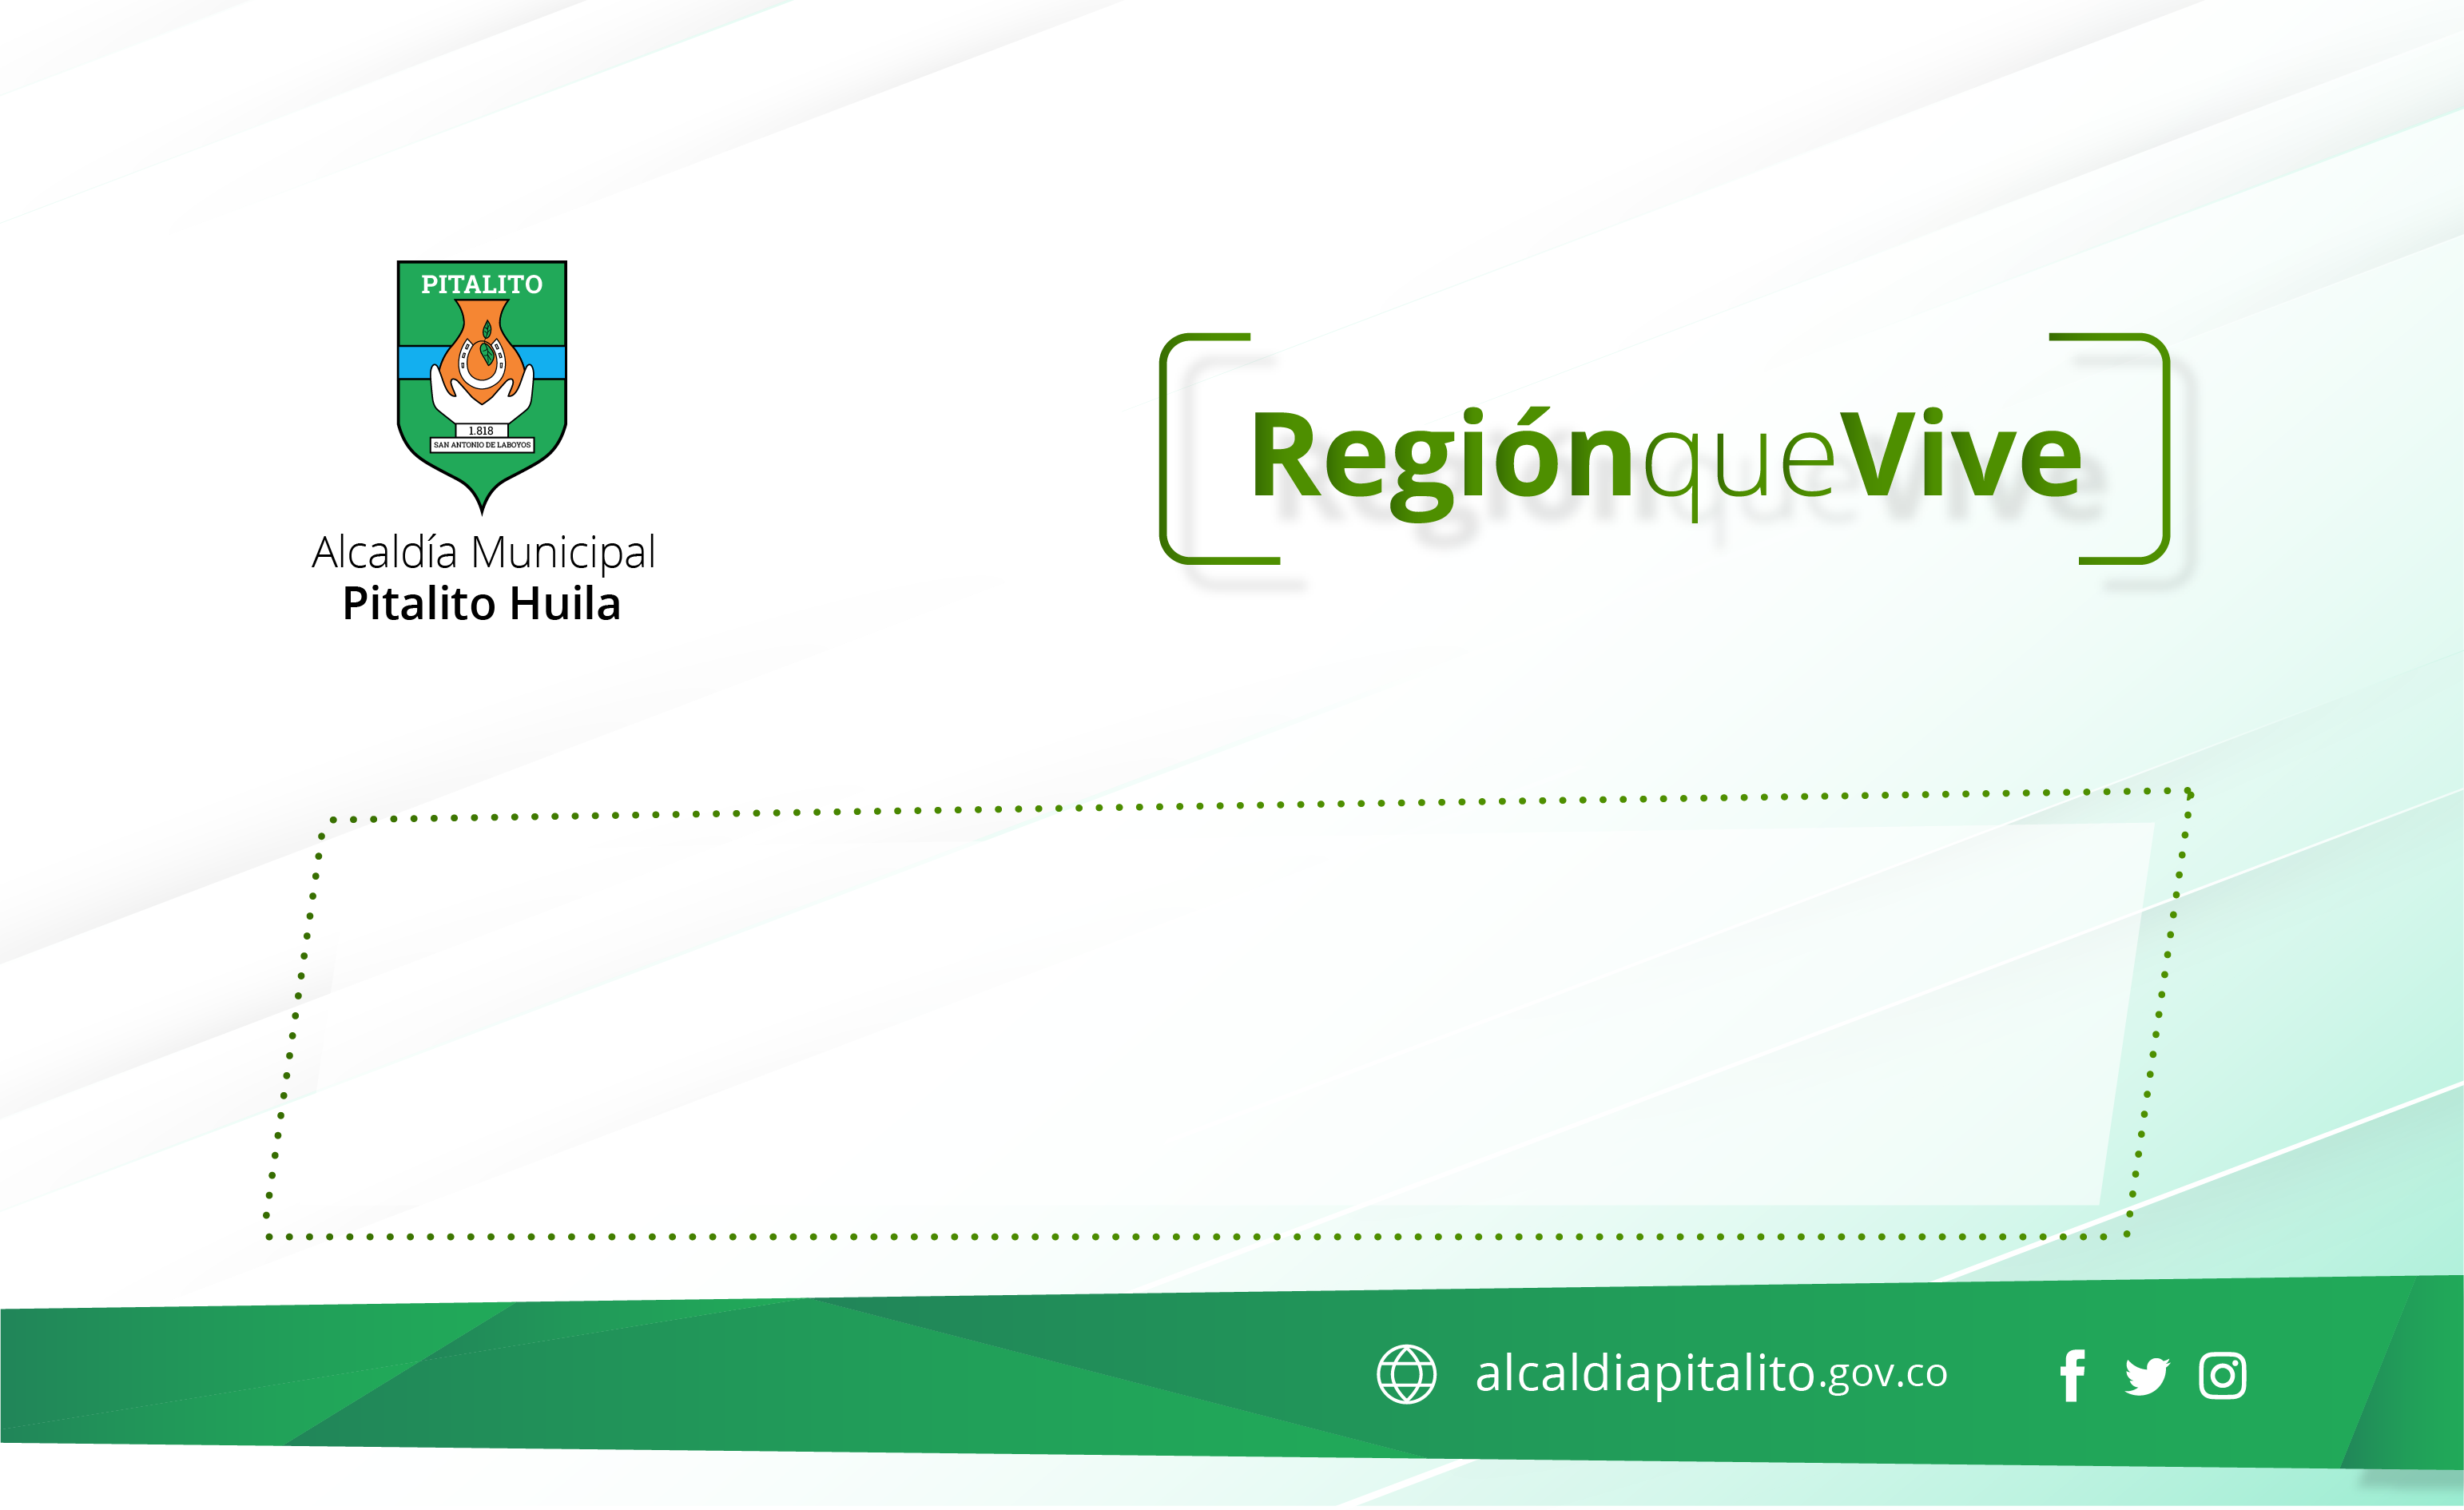 PITALITO
1.818
SAN ANTONIO DE LABOYOS
Alcaldía Municipal
Pitalito Huila
RegiónqueVive
alcaldiapitalito.gov.co